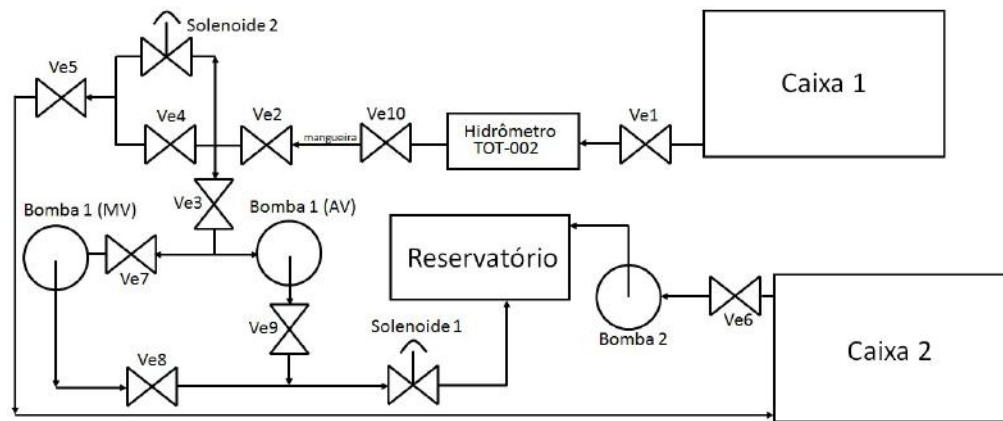 Solenoide 2
Ve5
Caixa 1
Ve4
Ve2
Ve10
Ve1
mangueira
Hidrômetro
TOT-002
Ve3
Bomba 1 (MV)
Bomba 1 (AV)
Ve7
Reservatório
Ve9
Solenoide 1
Ve6
Bomba 2
Caixa 2
Ve8